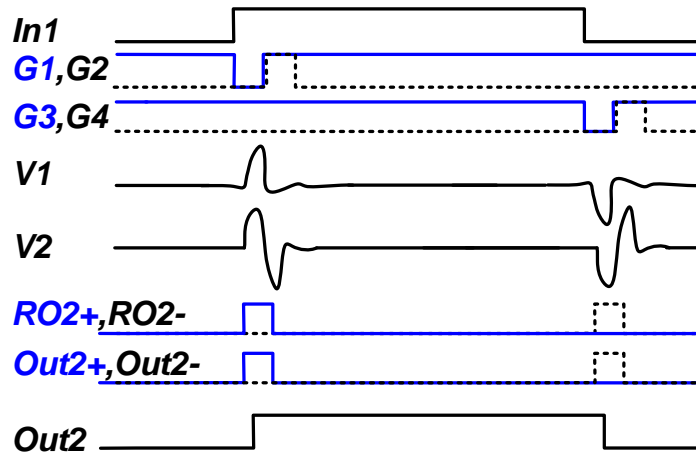 In1
G1,G2
G3,G4
V1
V2
RO2+,RO2-
Out2+,Out2-
Out2